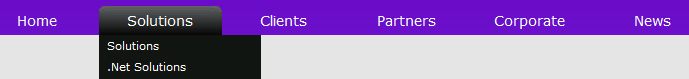 Home Solutions Clients Partners Corporate News
Solutions
.Net Solutions